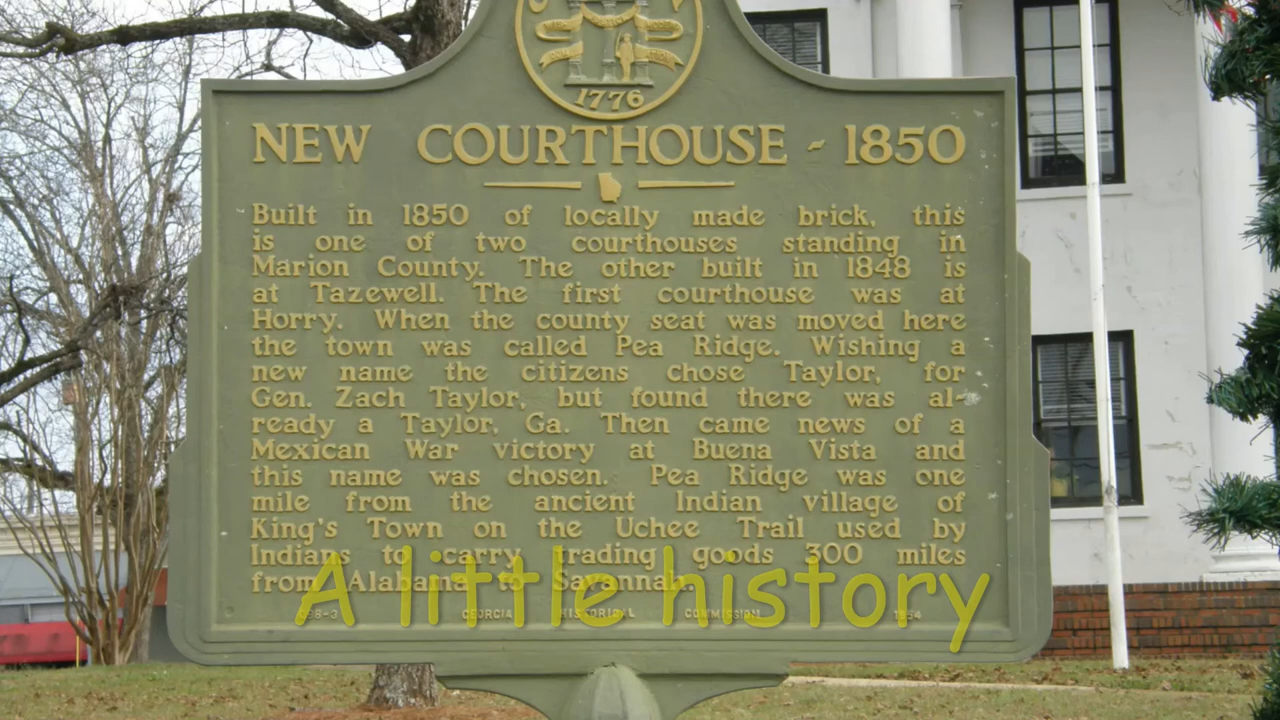 1776
NEW COURTHOUSE - 1850
Built in 1850 of locally made brick, this
is one of two courthouses standing in
Marion County. The other built in 1848 is
at Tazewell. The first courthouse was at
Horry. When the county seat was moved here
the town was called Pea Ridge. Wishing a
new name the citizens chose Taylor, for
Gen. Zach Taylor, but found there was al-
ready a Taylor, Ga. Then came news of a
Mexican War victory at Buena Vista and
this name was chosen. Pea Ridge was one
mile from the ancient Indian village of
King's Town on the Uchee Trail used by
Indians to carry trading goods 300 miles
from Alabama to Savannah.
A little history
GEORGIA HISTORICAL COMMISSION 1954